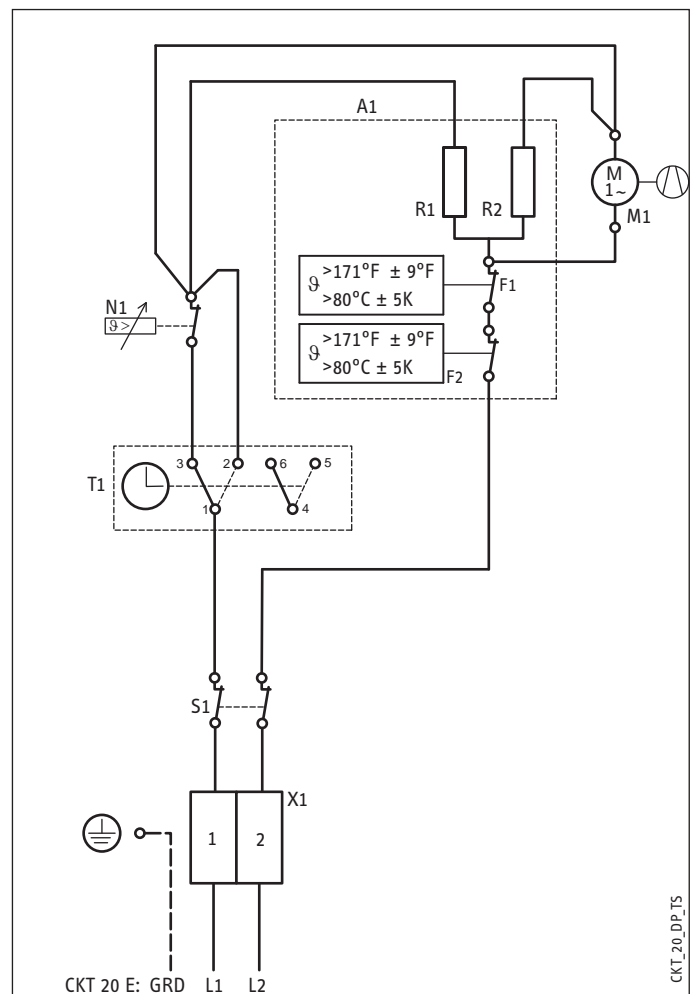 A1
M
1~
M1
R1
R2
ϑ
>171°F ± 9°F
>80°C ± 5K
F1
N1
ϑ>
ϑ
>171°F ± 9°F
>80°C ± 5K
F2
T1
3
2
6
5
1
4
S1
X1
1
2
CKT 20 E: GRD L1 L2
CKT_20_DP_TS